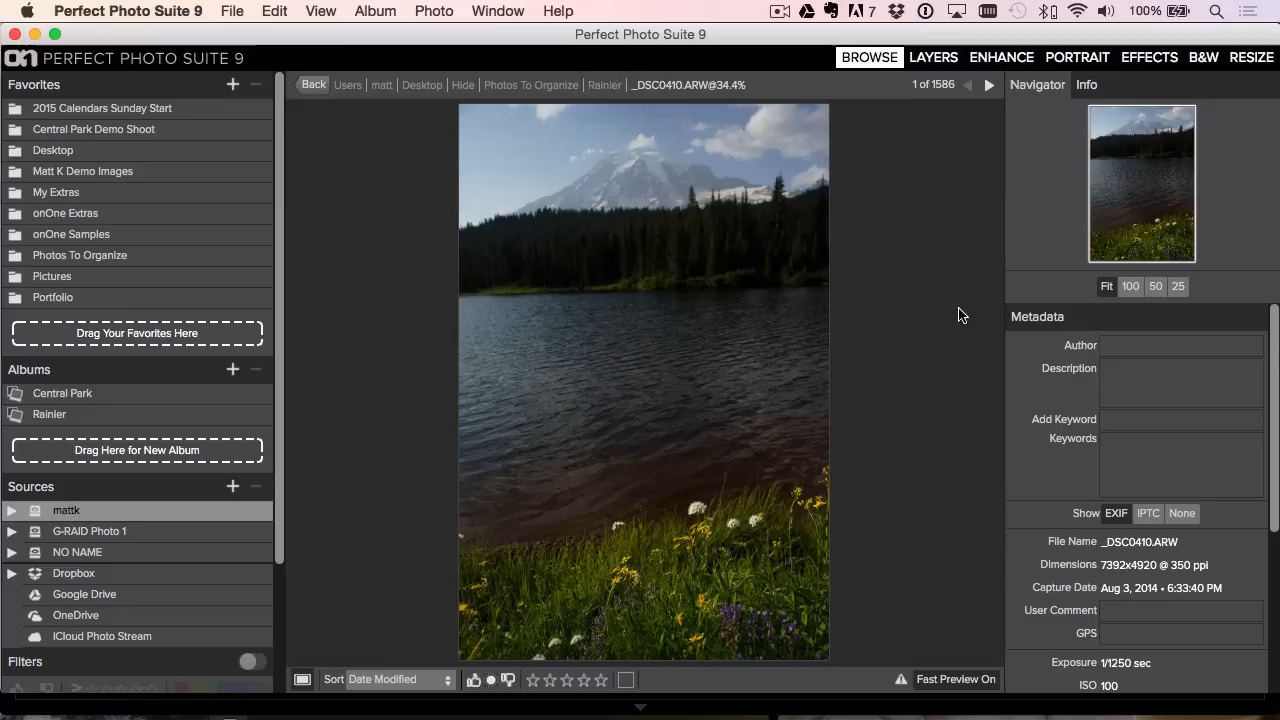 Perfect Photo Suite 9 File Edit View Album Photo Window Help 7 100%
Perfect Photo Suite 9
on PERFECT PHOTO SUITE 9 BROWSE LAYERS ENHANCE PORTRAIT EFFECTS B&W RESIZE
Favorites
2015 Calendars Sunday Start
Central Park Demo Shoot
Desktop
Matt K Demo Images
My Extras
onOne Extras
onOne Samples
Photos To Organize
Pictures
Portfolio
Drag Your Favorites Here
Albums
Central Park
Rainier
Drag Here for New Album
Sources
mattk
G-RAID Photo 1
NO NAME
Dropbox
Google Drive
OneDrive
iCloud Photo Stream
Filters
Back Users matt Desktop Hide Photos To Organize Rainier _DSC0410.ARW@34.4% 1 of 1586
Sort Date Modified Fast Preview On
Navigator Info
Fit 100 50 25
Metadata
Author
Description
Add Keyword
Keywords
Show EXIF IPTC None
File Name _DSC0410.ARW
Dimensions 7392x4920 @ 350 ppi
Capture Date Aug 3, 2014 • 6:33:40 PM
User Comment
GPS
Exposure 1/1250 sec
ISO 100